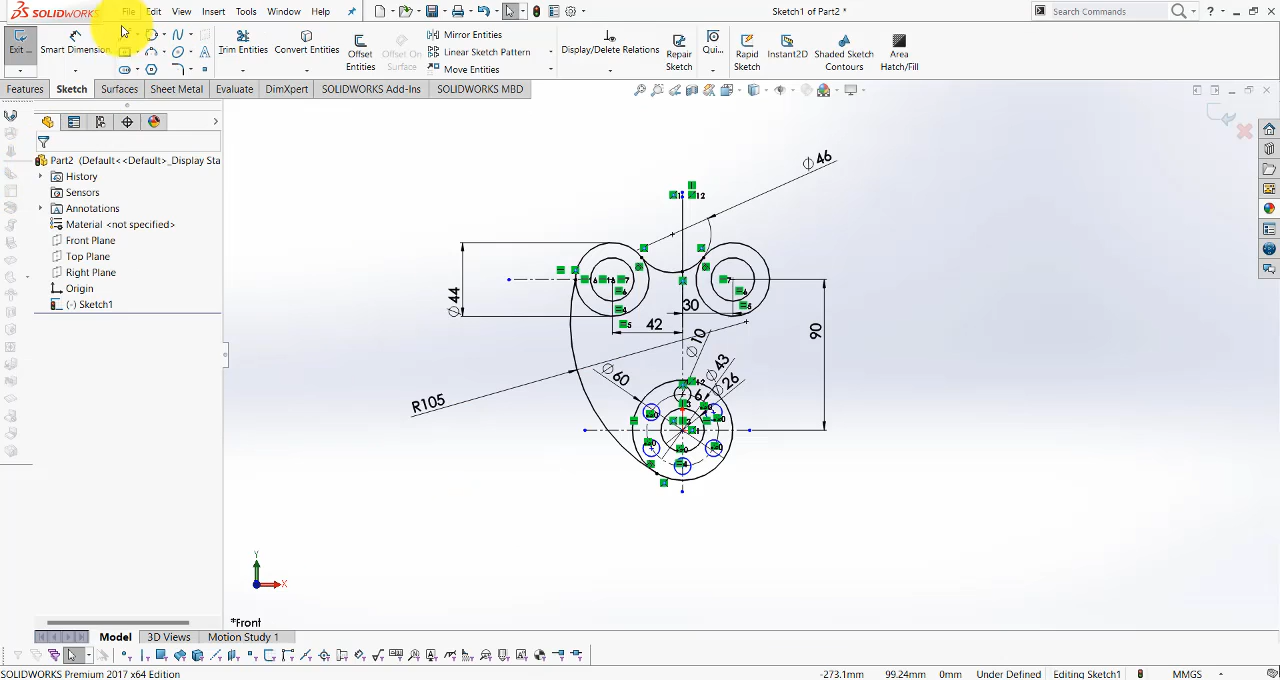 SOLIDWORKS
File Edit View Insert Tools Window Help
Sketch1 of Part2 *
Search Commands
Exit ...
Smart Dimension
Trim Entities
Convert Entities
Offset Entities
Offset On Surface
Mirror Entities
Linear Sketch Pattern
Move Entities
Display/Delete Relations
Repair Sketch
Qui...
Rapid Sketch
Instant2D
Shaded Sketch Contours
Area Hatch/Fill
Features Sketch Surfaces Sheet Metal Evaluate DimXpert SOLIDWORKS Add-Ins SOLIDWORKS MBD
Part2 (Default<<Default>_Display Sta
History
Sensors
Annotations
Material <not specified>
Front Plane
Top Plane
Right Plane
Origin
(-) Sketch1
∅46
∅44
30
42
90
∅10
∅43
∅26
6
∅60
R105
Y
X
*Front
Model 3D Views Motion Study 1
SOLIDWORKS Premium 2017 x64 Edition
-273.1mm 99.24mm 0mm Under Defined Editing Sketch1 MMGS